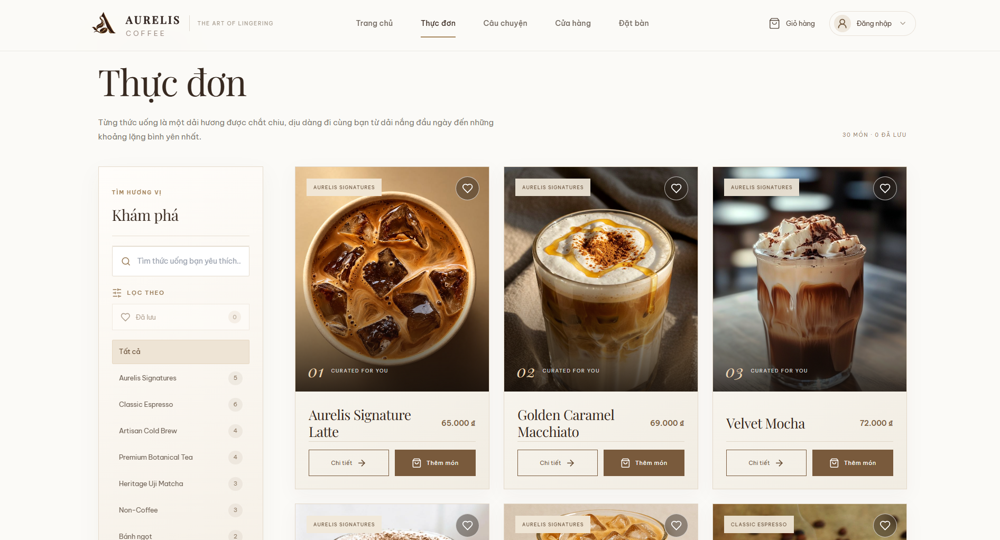 AURELIS
COFFEE
THE ART OF LINGERING
Trang chủ
Thực đơn
Câu chuyện
Cửa hàng
Đặt bàn
Giỏ hàng
Đăng nhập
Thực đơn
Từng thức uống là một dải hương được chắt chiu, dịu dàng đi cùng bạn từ dải nắng đầu ngày đến những
khoảng lặng bình yên nhất.
30 MÓN · 0 ĐÃ LƯU
TÌM HƯƠNG VỊ
Khám phá
Tìm thức uống bạn yêu thích..
LỌC THEO
Đã lưu 0
Tất cả
Aurelis Signatures 5
Classic Espresso 6
Artisan Cold Brew 4
Premium Botanical Tea 4
Heritage Uji Matcha 3
Non-Coffee 3
Bánh ngọt 2
AURELIS SIGNATURES
01 CURATED FOR YOU
Aurelis Signature
Latte
65.000 ₫
Chi tiết
Thêm món
AURELIS SIGNATURES
02 CURATED FOR YOU
Golden Caramel
Macchiato
69.000 ₫
Chi tiết
Thêm món
AURELIS SIGNATURES
03 CURATED FOR YOU
Velvet Mocha
72.000 ₫
Chi tiết
Thêm món
AURELIS SIGNATURES
AURELIS SIGNATURES
CLASSIC ESPRESSO